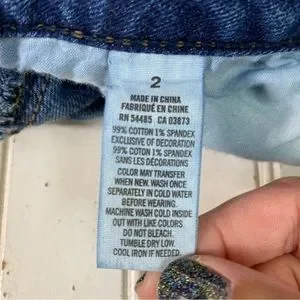 2
MADE IN CHINA
FABRIQUÉ EN CHINE
RN 54485 CA 03873
99% COTTON 1% SPANDEX
EXCLUSIVE OF DECORATION
99% COTTON 1% SPANDEX
SANS LES DÉCORATIONS
COLOR MAY TRANSFER
WHEN NEW. WASH ONCE
SEPARATELY IN COLD WATER
BEFORE WEARING.
MACHINE WASH COLD INSIDE
OUT WITH LIKE COLORS.
DO NOT BLEACH.
TUMBLE DRY LOW.
COOL IRON IF NEEDED.